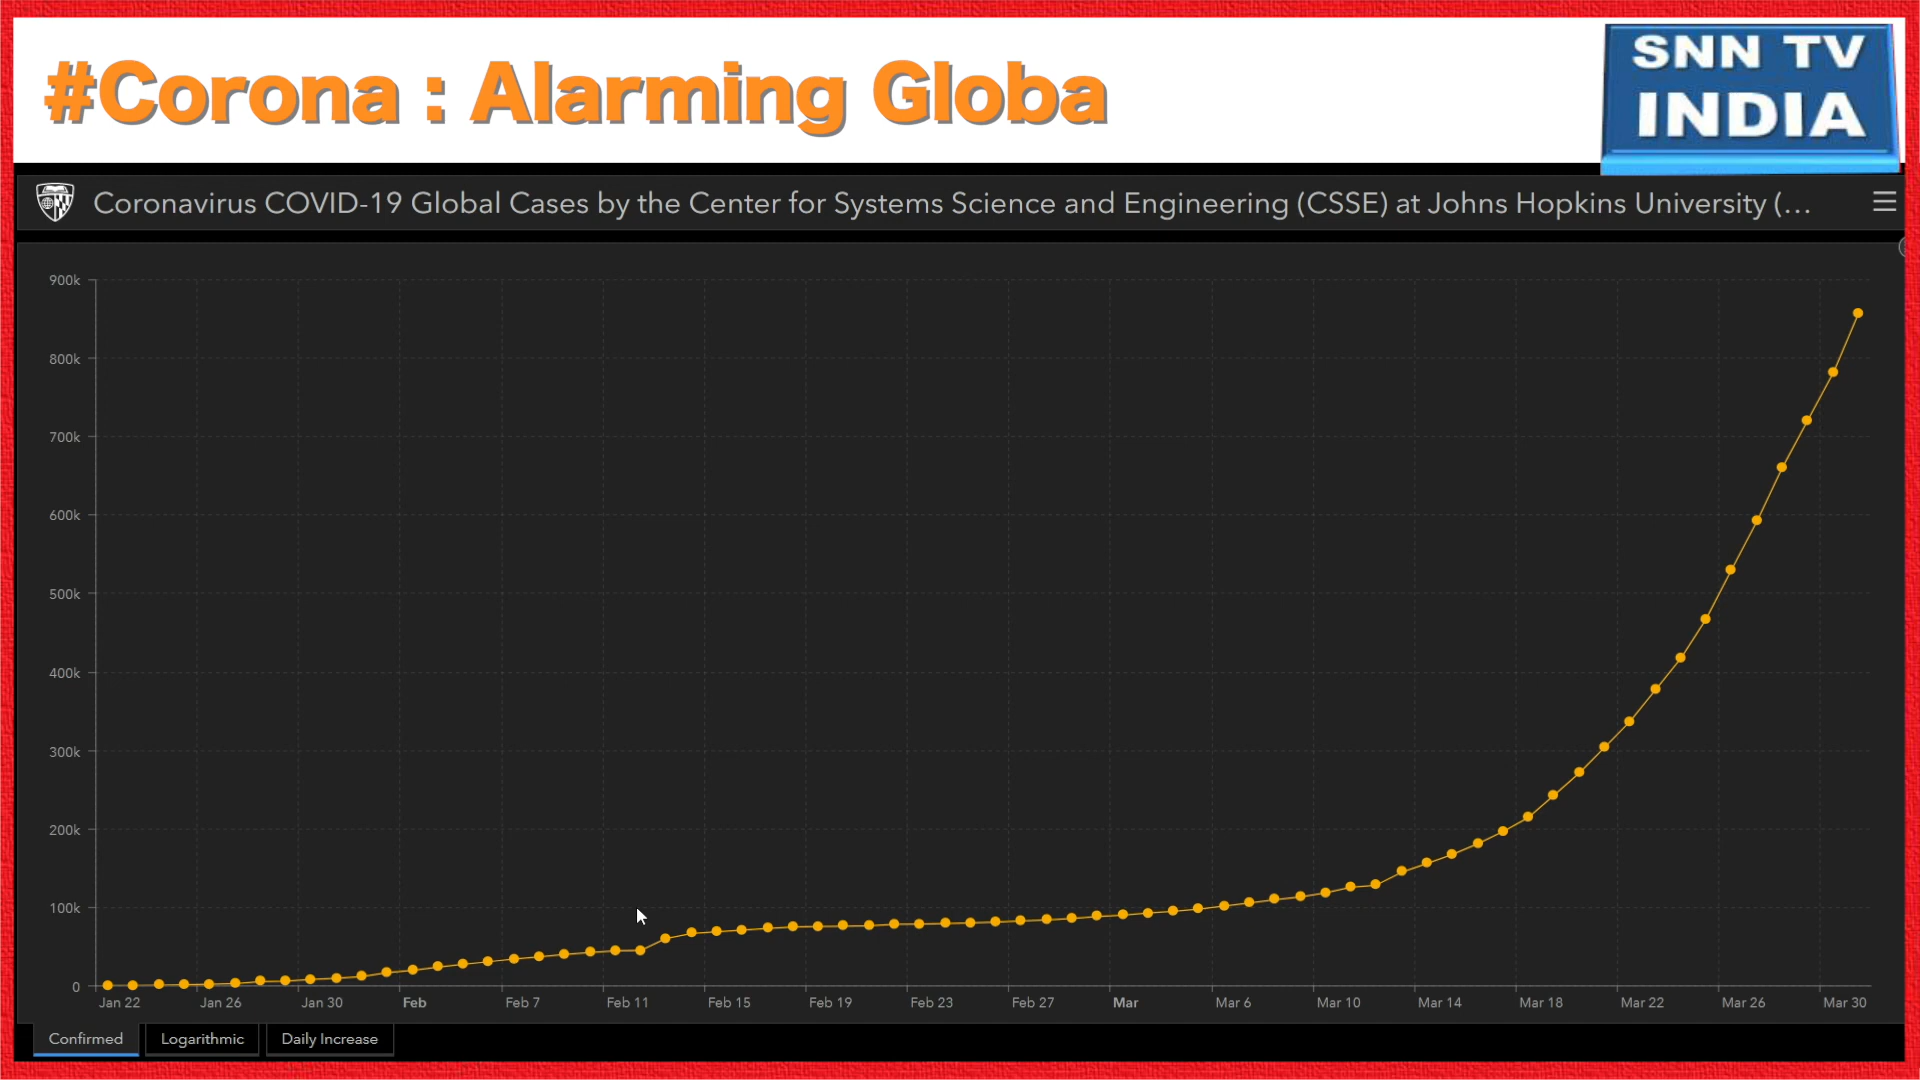 #Corona : Alarming Globa
SNN TV
INDIA
Coronavirus COVID-19 Global Cases by the Center for Systems Science and Engineering (CSSE) at Johns Hopkins University (...
900k
800k
700k
600k
500k
400k
300k
200k
100k
0
Jan 22 Jan 26 Jan 30 Feb Feb 7 Feb 11 Feb 15 Feb 19 Feb 23 Feb 27 Mar Mar 6 Mar 10 Mar 14 Mar 18 Mar 22 Mar 26 Mar 30
Confirmed Logarithmic Daily Increase